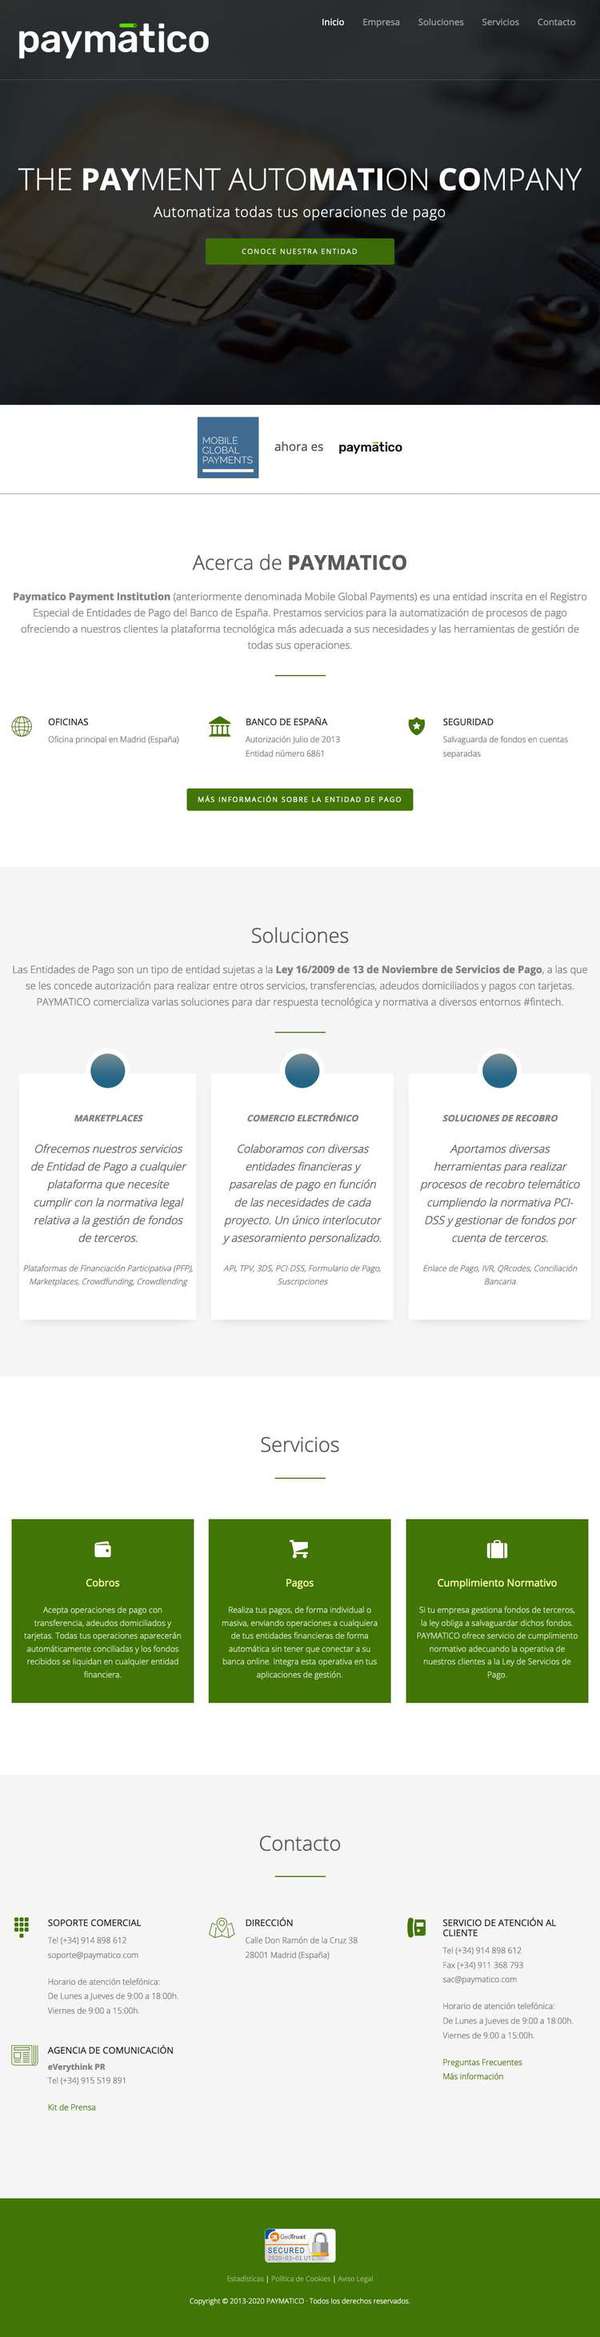 paymatico
Inicio Empresa Soluciones Servicios Contacto
THE PAYMENT AUTOMATION COMPANY
Automatiza todas tus operaciones de pago
CONOCE NUESTRA ENTIDAD
MOBILE
GLOBAL
PAYMENTS
ahora es
paymatico
Acerca de PAYMATICO
Paymatico Payment Institution (anteriormente denominada Mobile Global Payments) es una entidad inscrita en el Registro
Especial de Entidades de Pago del Banco de España. Prestamos servicios para la automatización de procesos de pago
ofreciendo a nuestros clientes la plataforma tecnológica más adecuada a sus necesidades y las herramientas de gestión de
todas sus operaciones.
OFICINAS
Oficina principal en Madrid (España)
BANCO DE ESPAÑA
Autorización Julio de 2013
Entidad número 6861
SEGURIDAD
Salvaguarda de fondos en cuentas
separadas
MÁS INFORMACIÓN SOBRE LA ENTIDAD DE PAGO
Soluciones
Las Entidades de Pago son un tipo de entidad sujetas a la Ley 16/2009 de 13 de Noviembre de Servicios de Pago, a las que
se les concede autorización para realizar entre otros servicios, transferencias, adeudos domiciliados y pagos con tarjetas.
PAYMATICO comercializa varias soluciones para dar respuesta tecnológica y normativa a diversos entornos #fintech.
MARKETPLACES
Ofrecemos nuestros servicios
de Entidad de Pago a cualquier
plataforma que necesite
cumplir con la normativa legal
relativa a la gestión de fondos
de terceros.
Plataformas de Financiación Participativa (PFP),
Marketplaces, Crowdfunding, Crowdlending
COMERCIO ELECTRÓNICO
Colaboramos con diversas
entidades financieras y
pasarelas de pago en función
de las necesidades de cada
proyecto. Un único interlocutor
y asesoramiento personalizado.
API, TPV, 3DS, PCI-DSS, Formulario de Pago,
Suscripciones
SOLUCIONES DE RECOBRO
Aportamos diversas
herramientas para realizar
procesos de recobro telemático
cumpliendo la normativa PCI-
DSS y gestionar de fondos por
cuenta de terceros.
Enlace de Pago, IVR, QRcodes, Conciliación
Bancaria
Servicios
Cobros
Acepta operaciones de pago con
transferencia, adeudos domiciliados y
tarjetas. Todas tus operaciones aparecerán
automáticamente conciliadas y los fondos
recibidos se liquidan en cualquier entidad
financiera.
Pagos
Realiza tus pagos, de forma individual o
masiva, enviando operaciones a cualquiera
de tus entidades financieras de forma
automática sin tener que conectar a su
banca online. Integra esta operativa en tus
aplicaciones de gestión.
Cumplimiento Normativo
Si tu empresa gestiona fondos de terceros,
la ley obliga a salvaguardar dichos fondos.
PAYMATICO ofrece servicio de cumplimiento
normativo adecuando la operativa de
nuestros clientes a la Ley de Servicios de
Pago.
Contacto
SOPORTE COMERCIAL
Tel (+34) 914 898 612
soporte@paymatico.com
Horario de atención telefónica:
De Lunes a Jueves de 9:00 a 18:00h.
Viernes de 9:00 a 15:00h.
DIRECCIÓN
Calle Don Ramón de la Cruz 38
28001 Madrid (España)
SERVICIO DE ATENCIÓN AL
CLIENTE
Tel (+34) 914 898 612
Fax (+34) 911 368 793
sac@paymatico.com
Horario de atención telefónica:
De Lunes a Jueves de 9:00 a 18:00h.
Viernes de 9:00 a 15:00h.
Preguntas Frecuentes
Más información
AGENCIA DE COMUNICACIÓN
eVerythink PR
Tel (+34) 915 519 891
Kit de Prensa
GeoTrust
SECURED
2020-03-01 UTC
Estadísticas | Política de Cookies | Aviso Legal
Copyright © 2013-2020 PAYMATICO · Todos los derechos reservados.